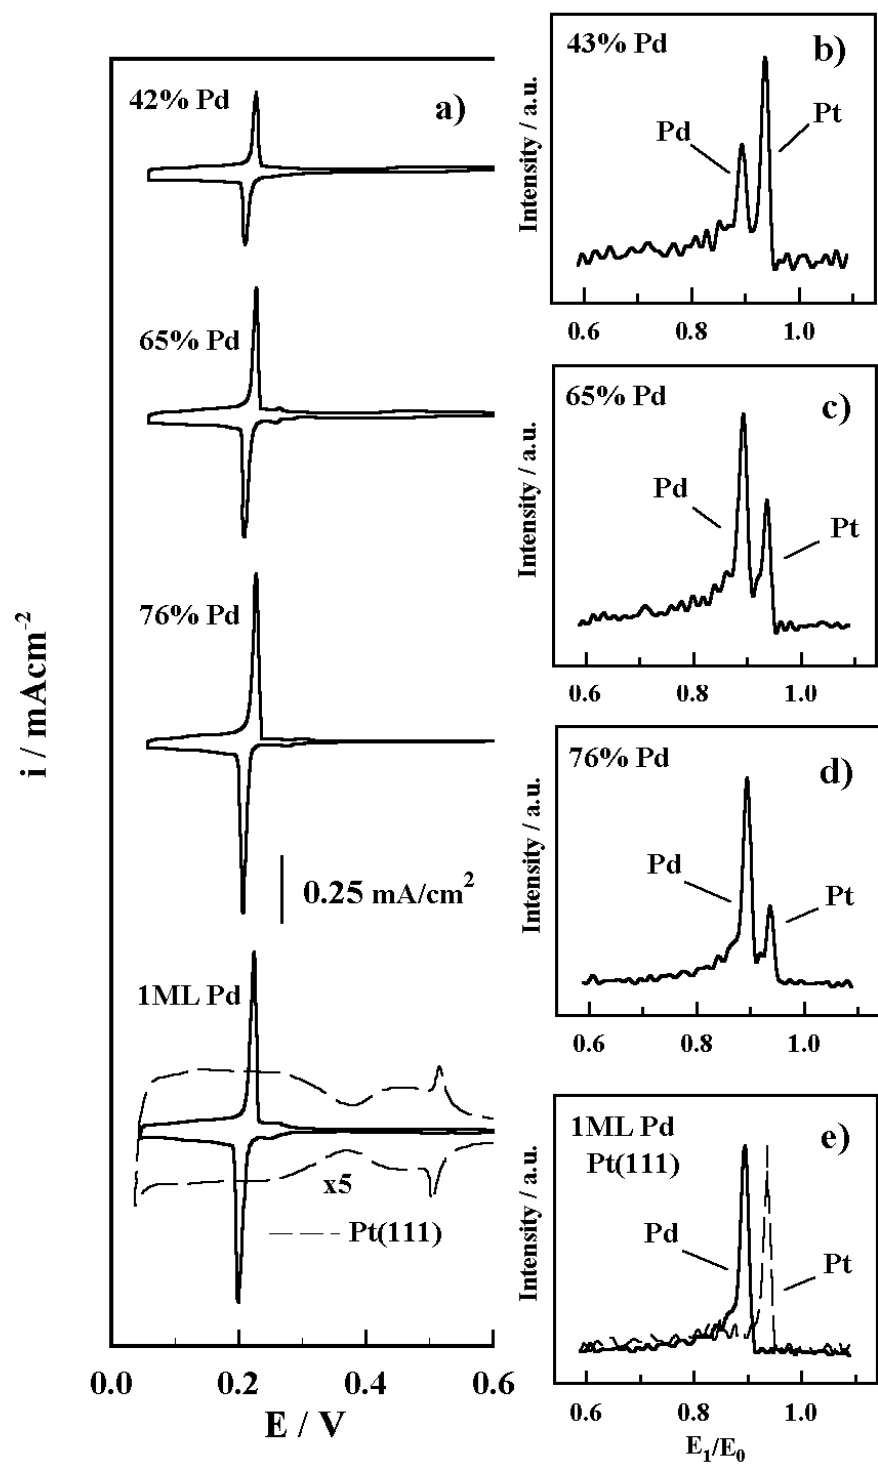 i / mAcm-2
42% Pd
a)
65% Pd
76% Pd
0.25 mA/cm2
1ML Pd
x5
Pt(111)
0.0 0.2 0.4 0.6
E / V
43% Pd
b)
Pd
Pt
Intensity / a.u.
0.6 0.8 1.0
65% Pd
c)
Pd
Pt
Intensity / a.u.
0.6 0.8 1.0
76% Pd
d)
Pd
Pt
Intensity / a.u.
0.6 0.8 1.0
1ML Pd
e)
Pt(111)
Pd
Pt
Intensity / a.u.
0.6 0.8 1.0
E1/E0